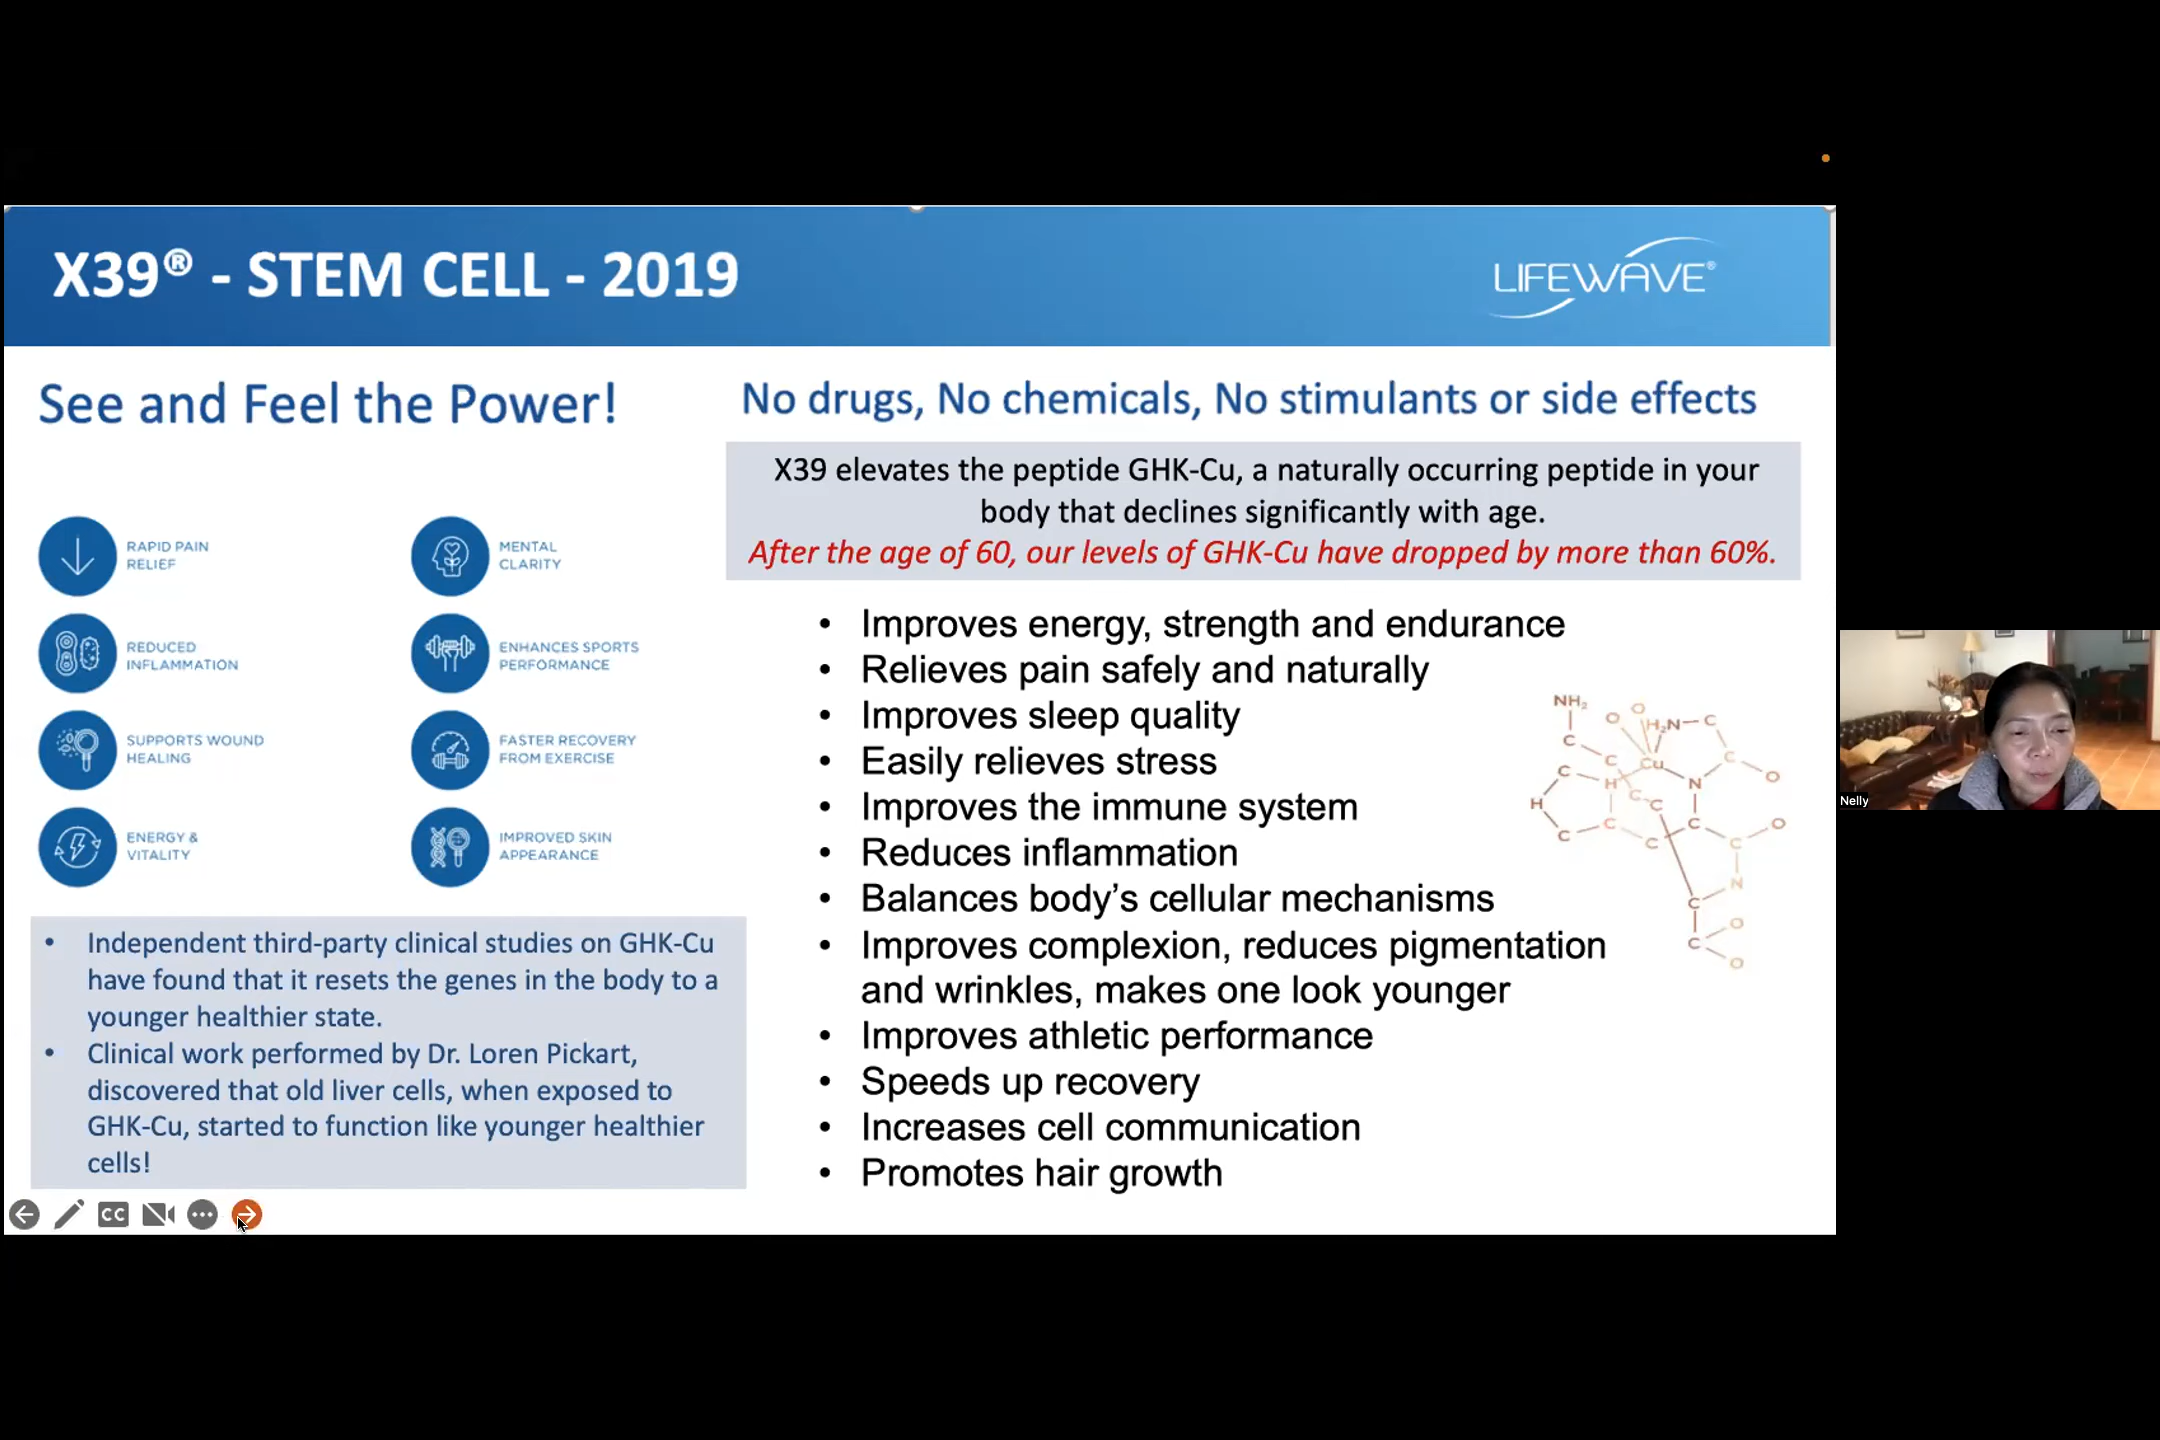 X39® - STEM CELL - 2019
LIFEWAVE®
See and Feel the Power!
RAPID PAIN
RELIEF
MENTAL
CLARITY
REDUCED
INFLAMMATION
ENHANCES SPORTS
PERFORMANCE
SUPPORTS WOUND
HEALING
FASTER RECOVERY
FROM EXERCISE
ENERGY &
VITALITY
IMPROVED SKIN
APPEARANCE
• Independent third-party clinical studies on GHK-Cu
have found that it resets the genes in the body to a
younger healthier state.
• Clinical work performed by Dr. Loren Pickart,
discovered that old liver cells, when exposed to
GHK-Cu, started to function like younger healthier
cells!
No drugs, No chemicals, No stimulants or side effects
X39 elevates the peptide GHK-Cu, a naturally occurring peptide in your
body that declines significantly with age.
After the age of 60, our levels of GHK-Cu have dropped by more than 60%.
• Improves energy, strength and endurance
• Relieves pain safely and naturally
• Improves sleep quality
• Easily relieves stress
• Improves the immune system
• Reduces inflammation
• Balances body's cellular mechanisms
• Improves complexion, reduces pigmentation
and wrinkles, makes one look younger
• Improves athletic performance
• Speeds up recovery
• Increases cell communication
• Promotes hair growth
NH₂
O
O
H₂N
C
C
C
C
Cu
C
O
C
H
N
H
C
C
C
C
C
O
C
C
N
C
O
C
O
CC
Nelly